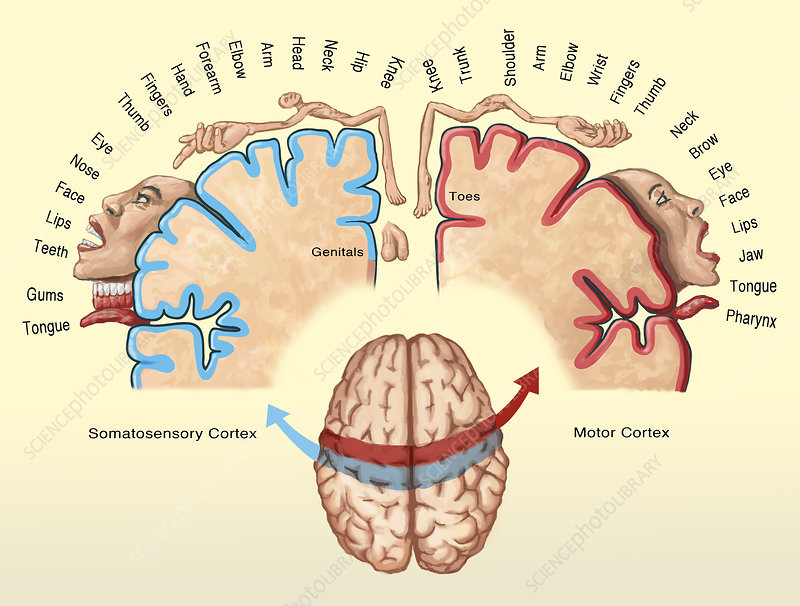 Tongue
Gums
Teeth
Lips
Face
Nose
Eye
Thumb
Fingers
Hand
Forearm
Elbow
Arm
Head
Neck
Hip
Knee
Knee
Trunk
Shoulder
Arm
Elbow
Wrist
Fingers
Thumb
Neck
Brow
Eye
Face
Lips
Jaw
Tongue
Pharynx
Genitals
Toes
Somatosensory Cortex
Motor Cortex
SCIENCEphotoLIBRARY